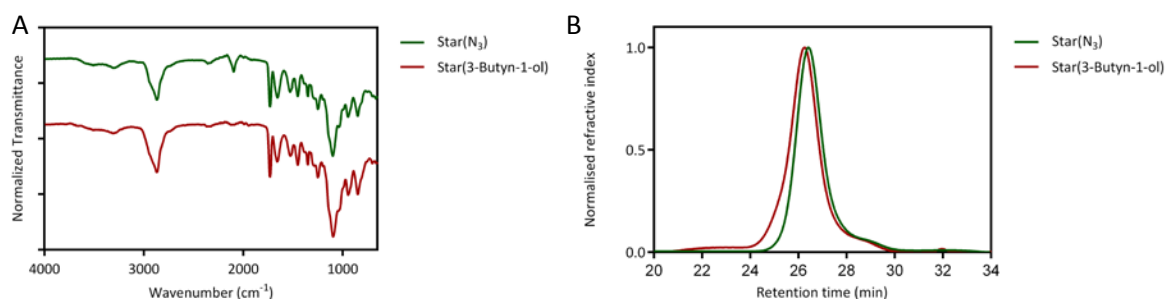 A
Normalized Transmittance
4000
3000
2000
1000
Wavenumber (cm⁻¹)
Star(N₃)
Star(3-Butyn-1-ol)
B
Normalised refractive index
1.0
0.5
0.0
20
22
24
26
28
30
32
34
Retention time (min)
Star(N₃)
Star(3-Butyn-1-ol)